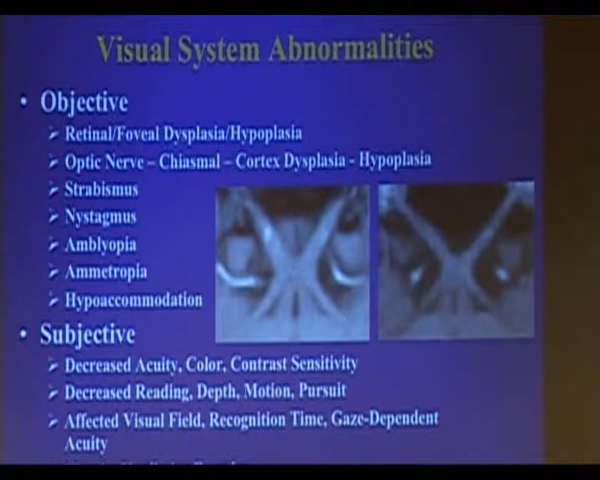 Visual System Abnormalities
• Objective
➢ Retinal/Foveal Dysplasia/Hypoplasia
➢ Optic Nerve – Chiasmal – Cortex Dysplasia - Hypoplasia
➢ Strabismus
➢ Nystagmus
➢ Amblyopia
➢ Ammetropia
➢ Hypoaccommodation
• Subjective
➢ Decreased Acuity, Color, Contrast Sensitivity
➢ Decreased Reading, Depth, Motion, Pursuit
➢ Affected Visual Field, Recognition Time, Gaze-Dependent
Acuity